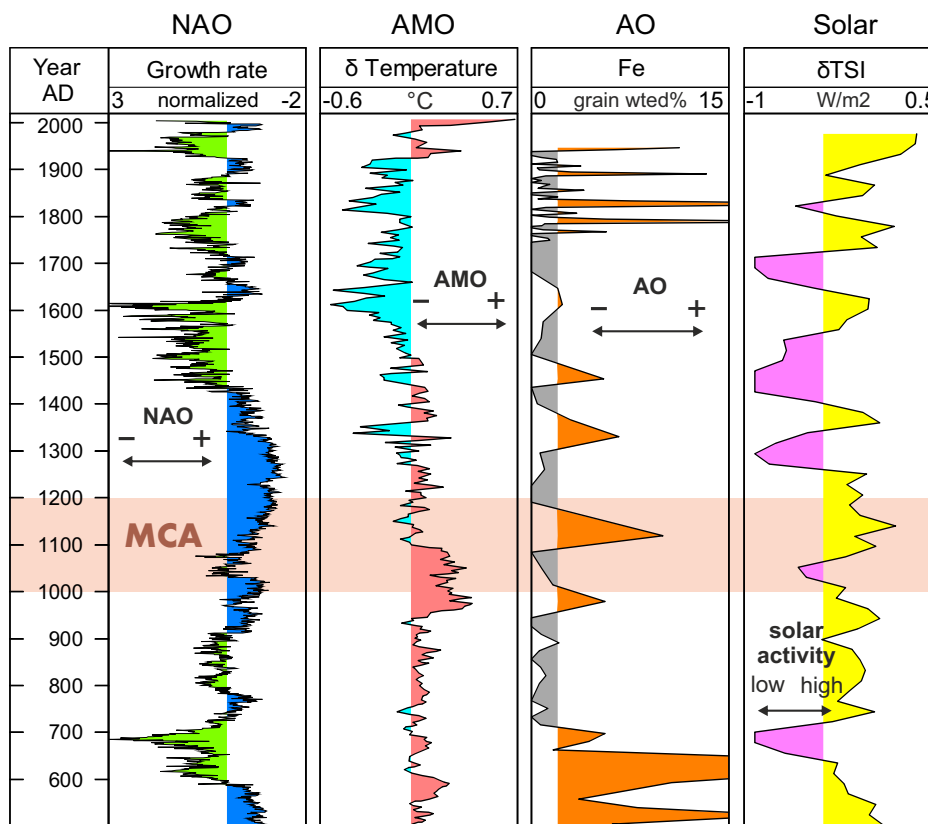 NAO AMO AO Solar
Year AD
Growth rate
3 normalized -2
δ Temperature
-0.6 °C 0.7
Fe
0 grain wted% 15
δTSI
-1 W/m2 0.5
2000
1900
1800
1700
1600
1500
1400
1300
1200
1100
1000
900
800
700
600
NAO
- +
MCA
AMO
- +
AO
- +
solar
activity
low high